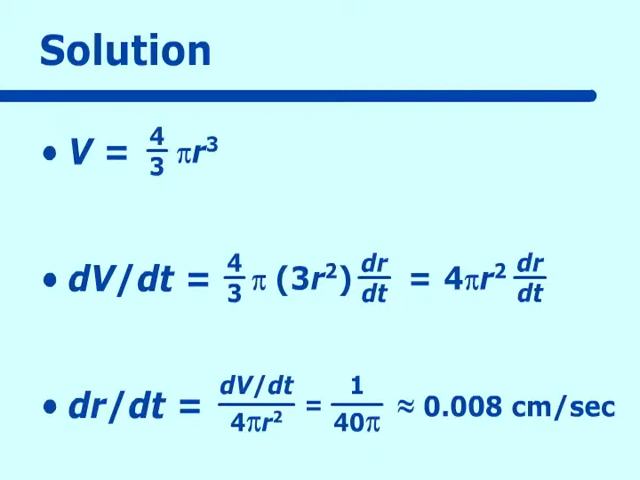 Solution
• V = 4/3 πr³
• dV/dt = 4/3 π (3r²) dr/dt = 4πr² dr/dt
• dr/dt = dV/dt / 4πr² = 1/40π ≈ 0.008 cm/sec